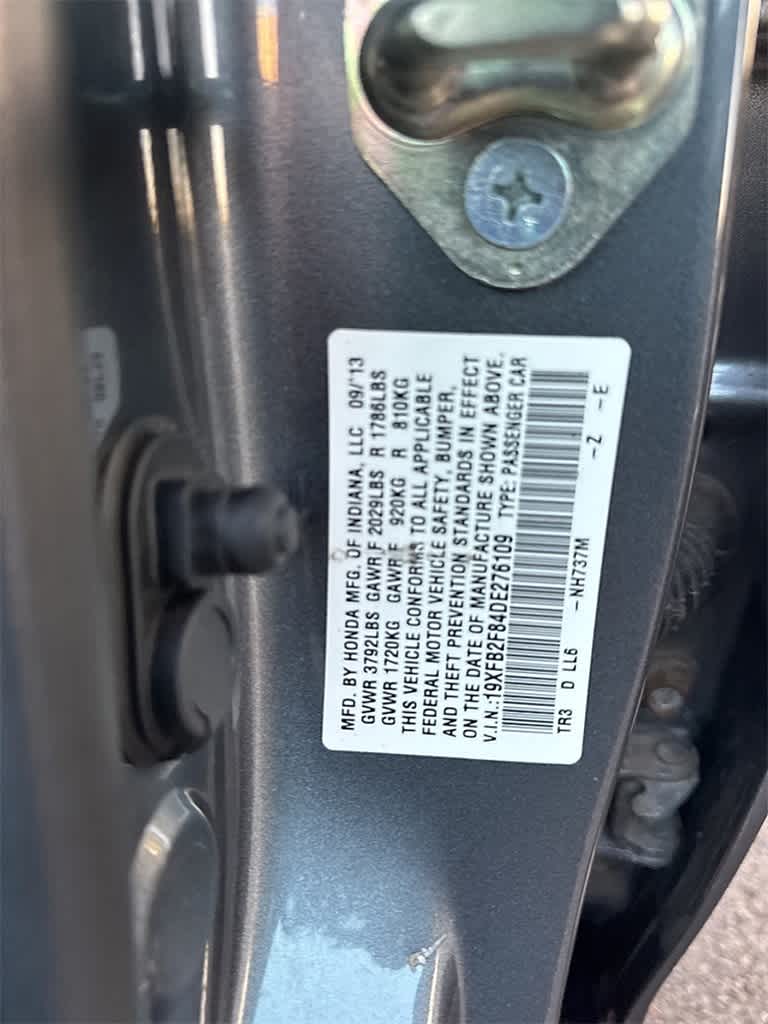 MFD. BY HONDA MFG. OF INDIANA, LLC 09/'13
GVWR 3792LBS GAWR F 2029LBS R 1786LBS
GVWR 1720KG GAWR F 920KG R 810KG
THIS VEHICLE CONFORMS TO ALL APPLICABLE
FEDERAL MOTOR VEHICLE SAFETY, BUMPER,
AND THEFT PREVENTION STANDARDS IN EFFECT
ON THE DATE OF MANUFACTURE SHOWN ABOVE.
V.I.N.:19XFB2F84DE276109 TYPE: PASSENGER CAR
TR3 D LL6 -NH737M -Z -E